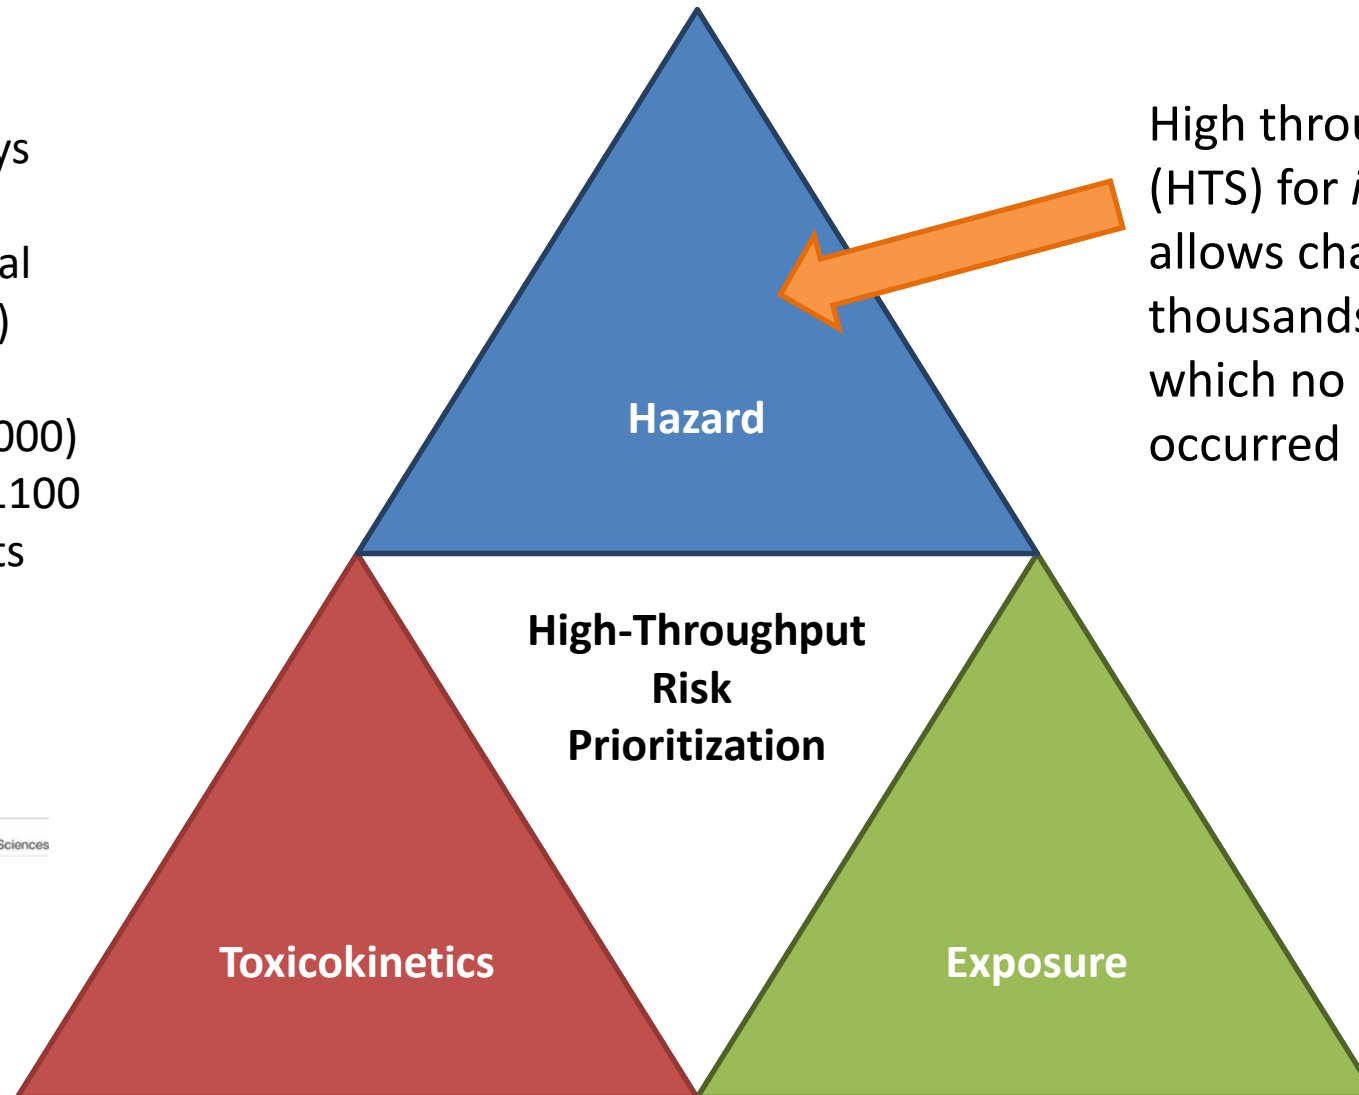 ys
al
)
000)
1100
ts
Sciences
High throu
(HTS) for i
allows cha
thousands
which no
occurred
Hazard
High-Throughput
Risk
Prioritization
Toxicokinetics
Exposure